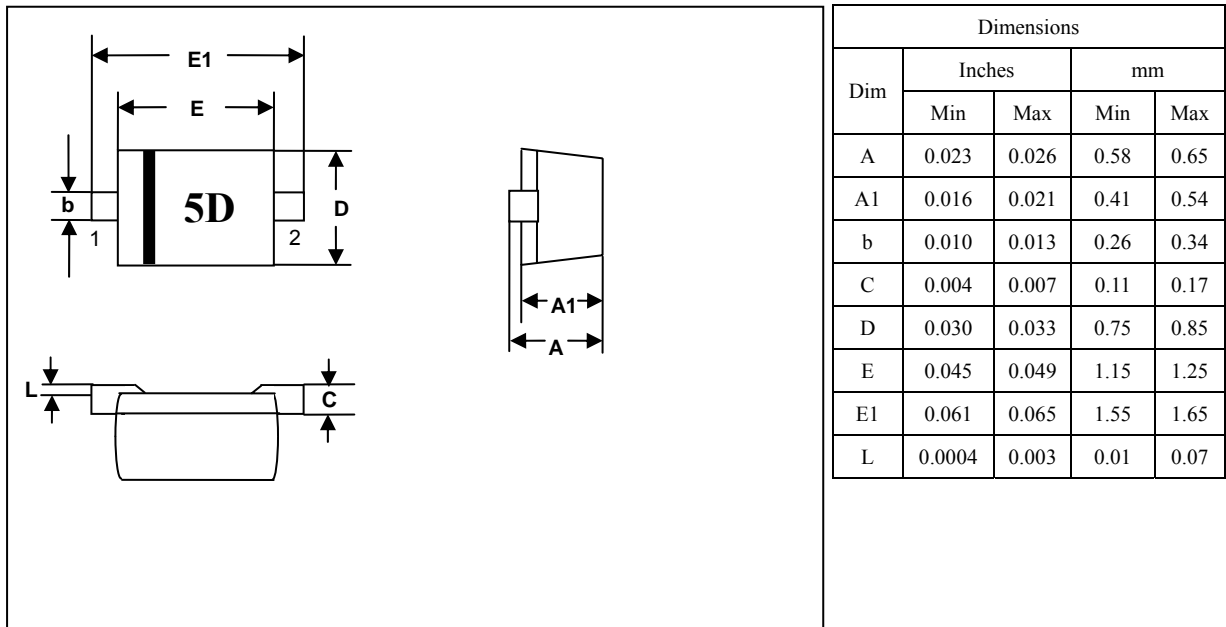 E1
E
b
5D
D
1
2
A1
A
L
C
Dimensions
Dim Inches mm
Min Max Min Max
A 0.023 0.026 0.58 0.65
A1 0.016 0.021 0.41 0.54
b 0.010 0.013 0.26 0.34
C 0.004 0.007 0.11 0.17
D 0.030 0.033 0.75 0.85
E 0.045 0.049 1.15 1.25
E1 0.061 0.065 1.55 1.65
L 0.0004 0.003 0.01 0.07